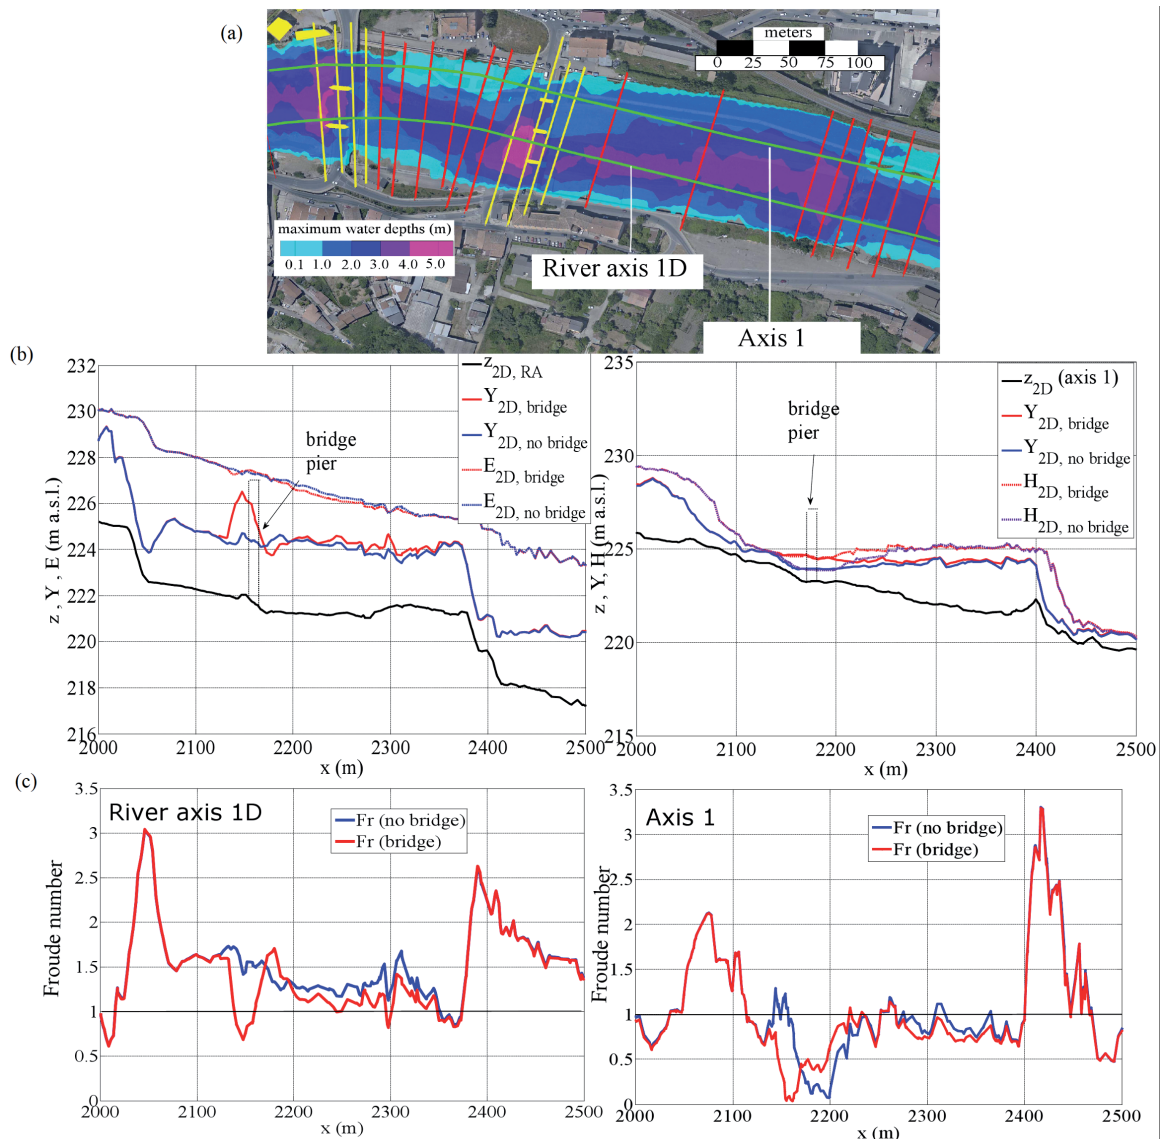 (a)
meters
0 25 50 75 100
maximum water depths (m)
0.1 1.0 2.0 3.0 4.0 5.0
River axis 1D
Axis 1
(b)
232
230
228
226
224
222
220
218
216
z , Y , E (m a.s.l.)
2000 2100 2200 2300 2400 2500
x (m)
bridge
pier
z2D, RA
Y2D, bridge
Y2D, no bridge
E2D, bridge
E2D, no bridge
235
230
225
220
215
z, Y, H (m a.s.l.)
2000 2100 2200 2300 2400 2500
x (m)
bridge
pier
z2D (axis 1)
Y2D, bridge
Y2D, no bridge
H2D, bridge
H2D, no bridge
(c)
River axis 1D
Fr (no bridge)
Fr (bridge)
3.5
3
2.5
2
1.5
1
0.5
0
Froude number
2000 2100 2200 2300 2400 2500
x (m)
Axis 1
Fr (no bridge)
Fr (bridge)
3.5
3
2.5
2
1.5
1
0.5
0
Froude number
2000 2100 2200 2300 2400 2500
x (m)